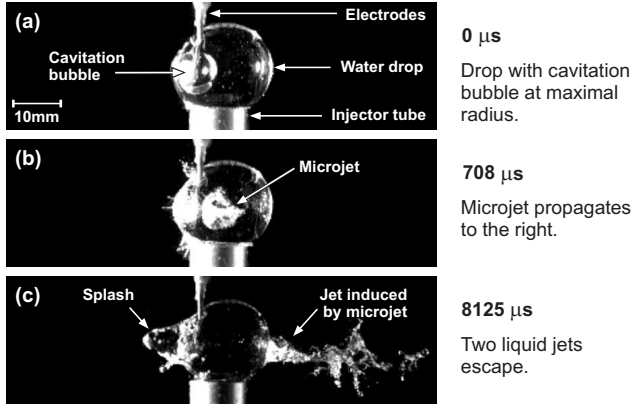 (a)
Electrodes
Cavitation
bubble
Water drop
10mm
Injector tube
0 μs
Drop with cavitation
bubble at maximal
radius.
(b)
Microjet
708 μs
Microjet propagates
to the right.
(c)
Splash
Jet induced
by microjet
8125 μs
Two liquid jets
escape.